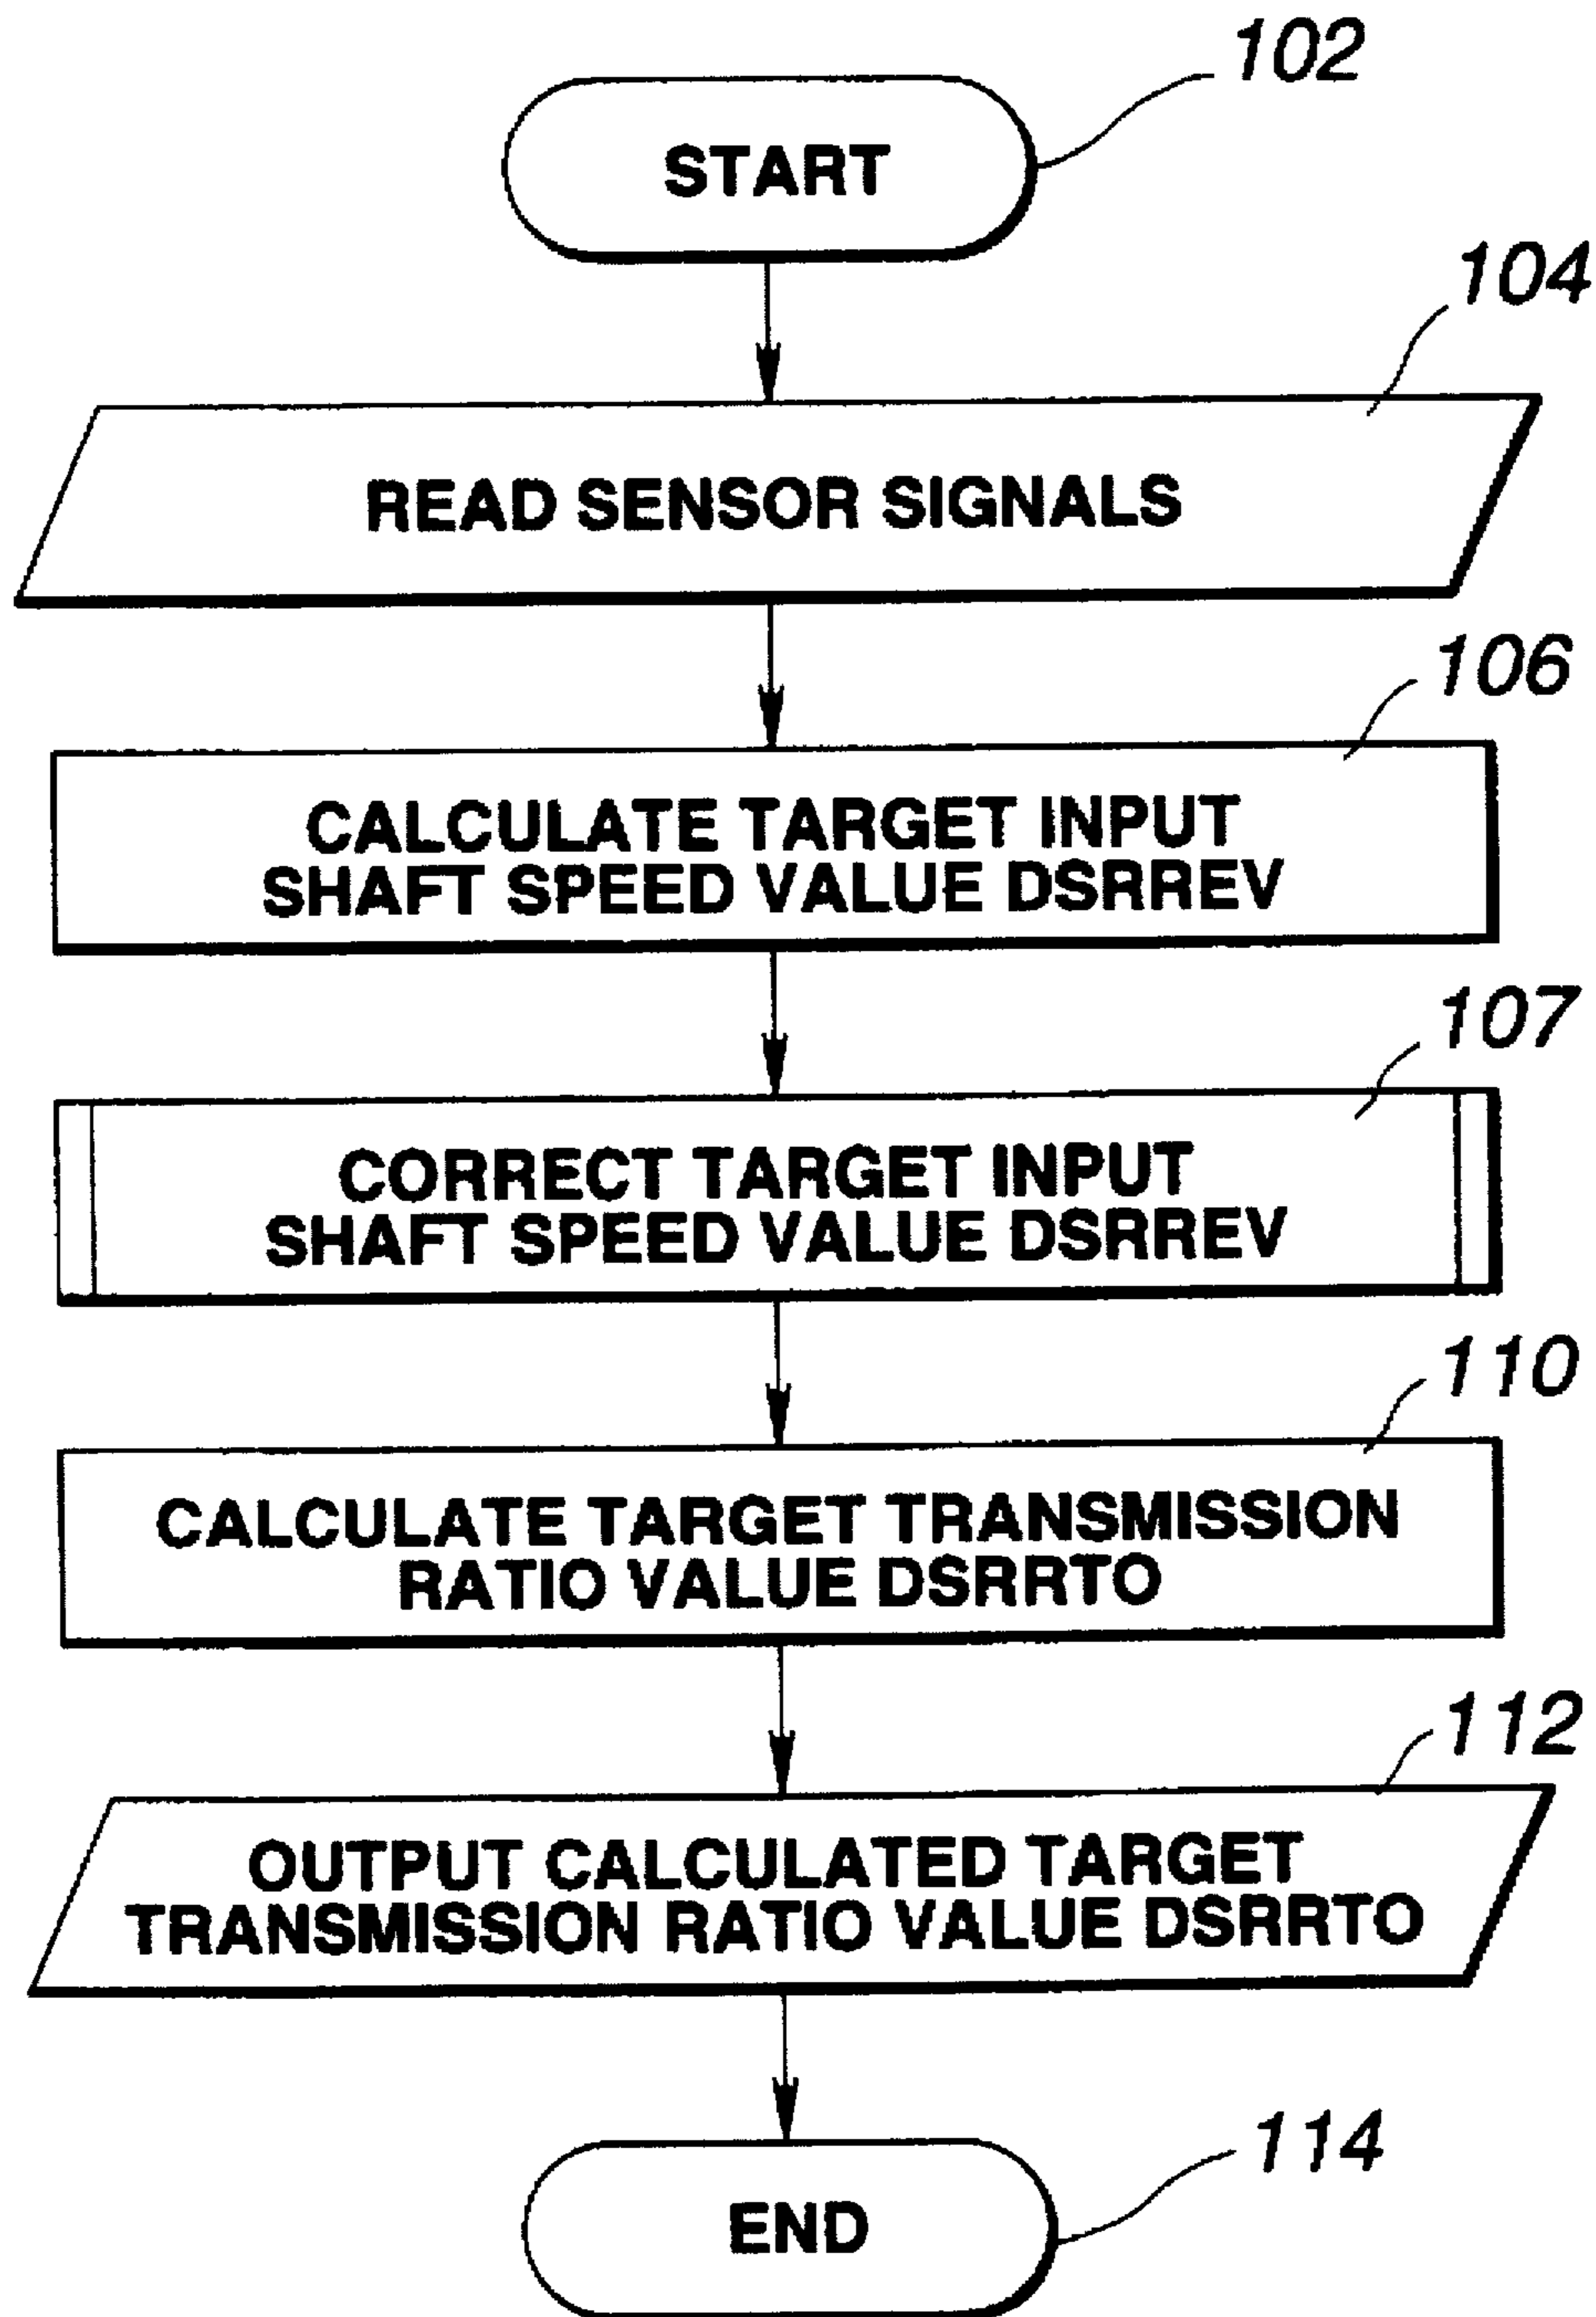 102
START
104
READ SENSOR SIGNALS
106
CALCULATE TARGET INPUT
SHAFT SPEED VALUE DSRREV
107
CORRECT TARGET INPUT
SHAFT SPEED VALUE DSRREV
110
CALCULATE TARGET TRANSMISSION
RATIO VALUE DSRRTO
112
OUTPUT CALCULATED TARGET
TRANSMISSION RATIO VALUE DSRRTO
114
END